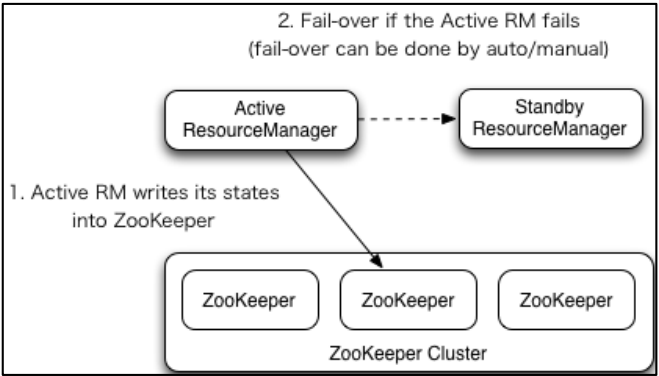 2. Fail-over if the Active RM fails
(fail-over can be done by auto/manual)
Active
ResourceManager
Standby
ResourceManager
1. Active RM writes its states
into ZooKeeper
ZooKeeper
ZooKeeper
ZooKeeper
ZooKeeper Cluster